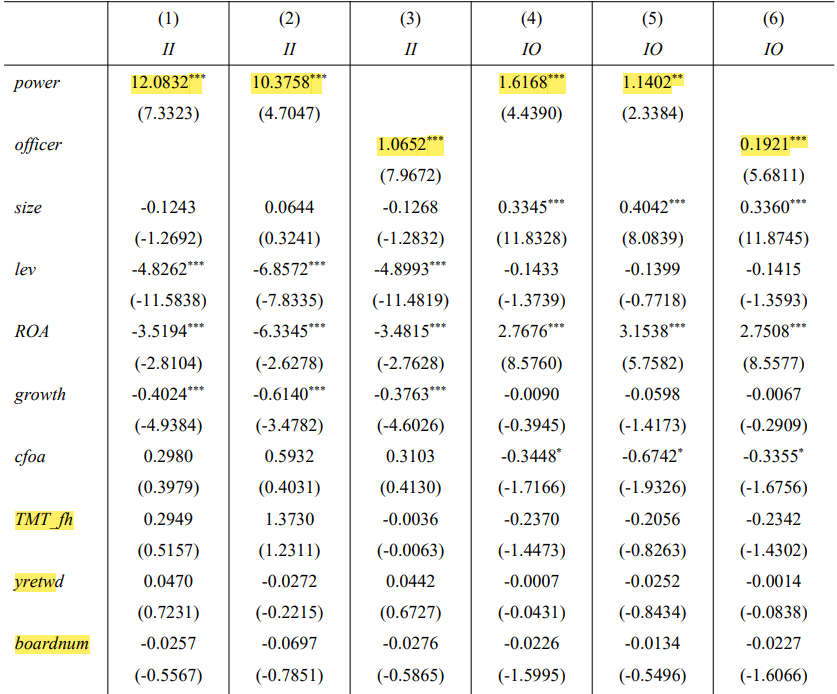 (1) (2) (3) (4) (5) (6)
II II II IO IO IO
power 12.0832*** 10.3758*** 1.6168*** 1.1402**
(7.3323) (4.7047) (4.4390) (2.3384)
officer 1.0652*** 0.1921***
(7.9672) (5.6811)
size -0.1243 0.0644 -0.1268 0.3345*** 0.4042*** 0.3360***
(-1.2692) (0.3241) (-1.2832) (11.8328) (8.0839) (11.8745)
lev -4.8262*** -6.8572*** -4.8993*** -0.1433 -0.1399 -0.1415
(-11.5838) (-7.8335) (-11.4819) (-1.3739) (-0.7718) (-1.3593)
ROA -3.5194*** -6.3345*** -3.4815*** 2.7676*** 3.1538*** 2.7508***
(-2.8104) (-2.6278) (-2.7628) (8.5760) (5.7582) (8.5577)
growth -0.4024*** -0.6140*** -0.3763*** -0.0090 -0.0598 -0.0067
(-4.9384) (-3.4782) (-4.6026) (-0.3945) (-1.4173) (-0.2909)
cfoa 0.2980 0.5932 0.3103 -0.3448* -0.6742* -0.3355*
(0.3979) (0.4031) (0.4130) (-1.7166) (-1.9326) (-1.6756)
TMT_fh 0.2949 1.3730 -0.0036 -0.2370 -0.2056 -0.2342
(0.5157) (1.2311) (-0.0063) (-1.4473) (-0.8263) (-1.4302)
yretwd 0.0470 -0.0272 0.0442 -0.0007 -0.0252 -0.0014
(0.7231) (-0.2215) (0.6727) (-0.0431) (-0.8434) (-0.0838)
boardnum -0.0257 -0.0697 -0.0276 -0.0226 -0.0134 -0.0227
(-0.5567) (-0.7851) (-0.5865) (-1.5995) (-0.5496) (-1.6066)